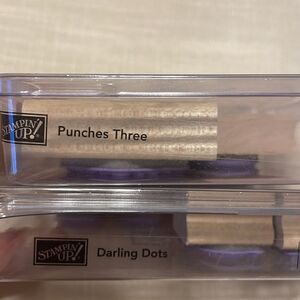 STAMPIN' UP!
Punches Three
STAMPIN' UP!
Darling Dots